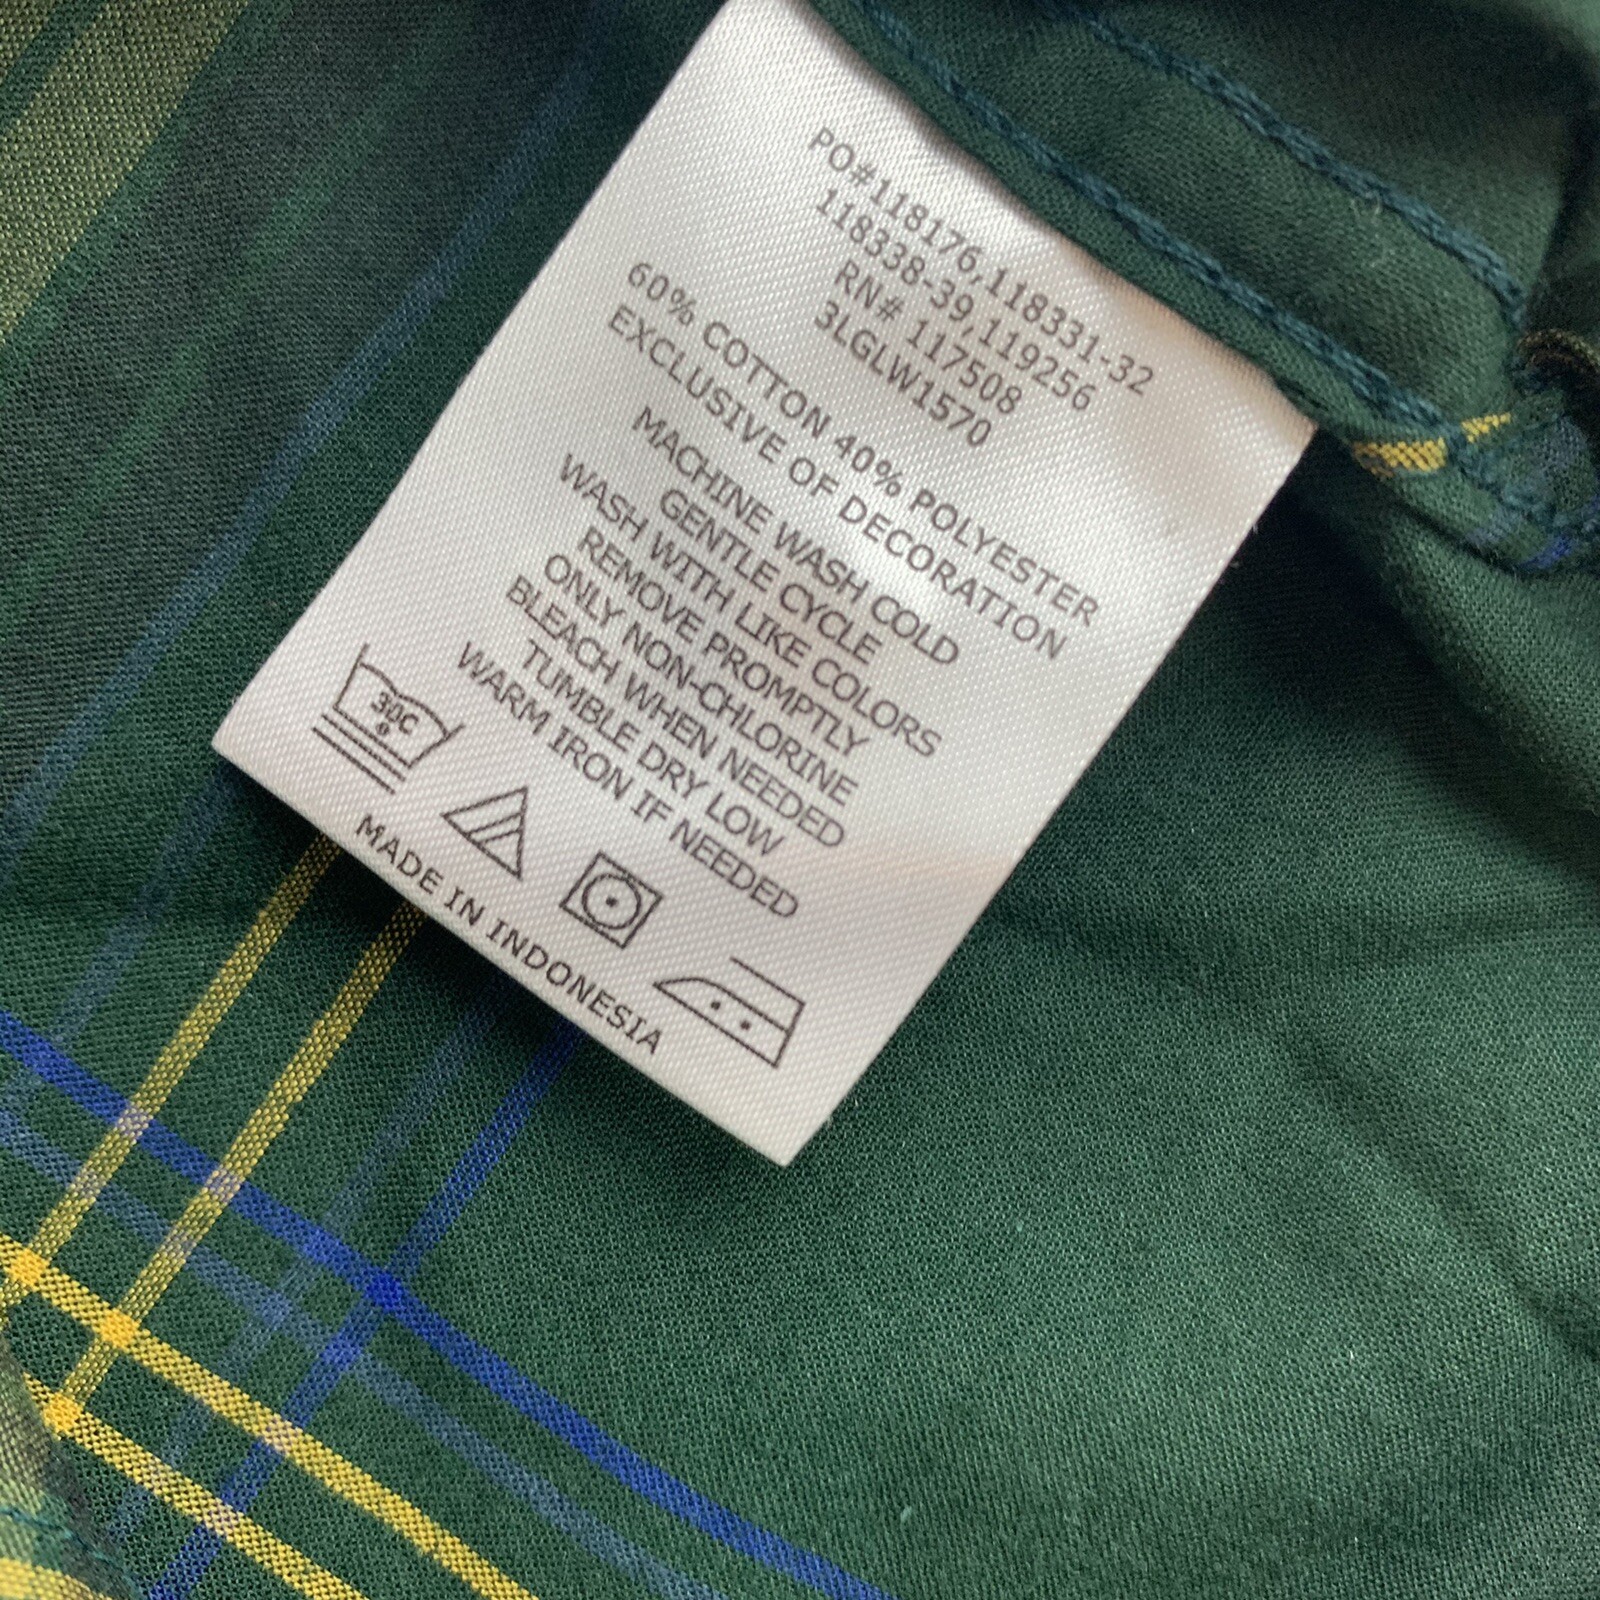 PO#118176,118331-32
118338-39,119256
RN# 117508
3LGLW1570
60% COTTON 40% POLYESTER
EXCLUSIVE OF DECORATION
MACHINE WASH COLD
GENTLE CYCLE
WASH WITH LIKE COLORS
REMOVE PROMPTLY
ONLY NON-CHLORINE
BLEACH WHEN NEEDED
TUMBLE DRY LOW
WARM IRON IF NEEDED
30C
MADE IN INDONESIA